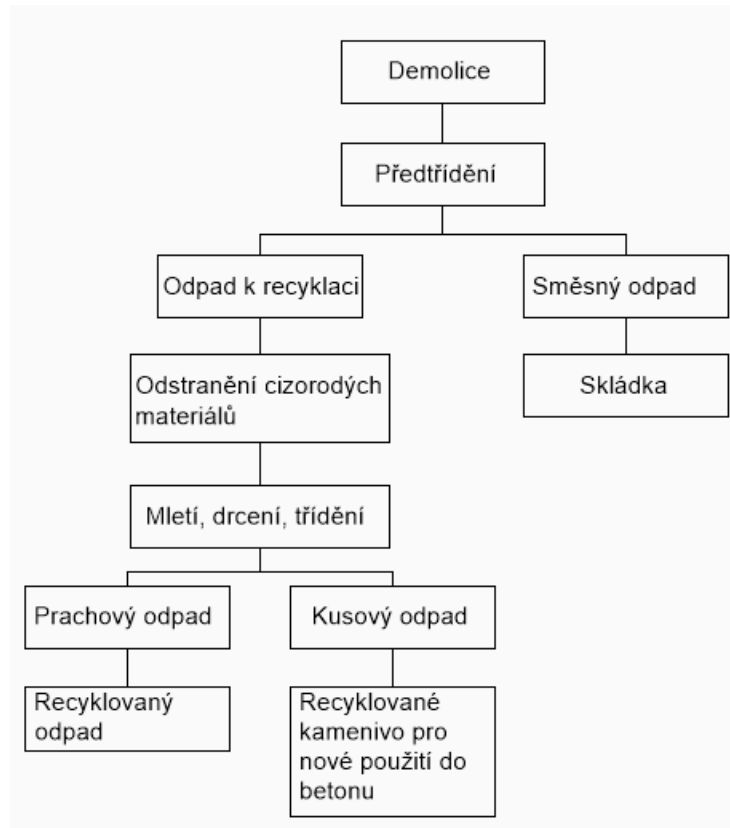 Demolice
Předtřídění
Odpad k recyklaci
Směsný odpad
Odstranění cizorodých
materiálů
Skládka
Mletí, drcení, třídění
Prachový odpad
Kusový odpad
Recyklovaný
odpad
Recyklované
kamenivo pro
nové použití do
betonu